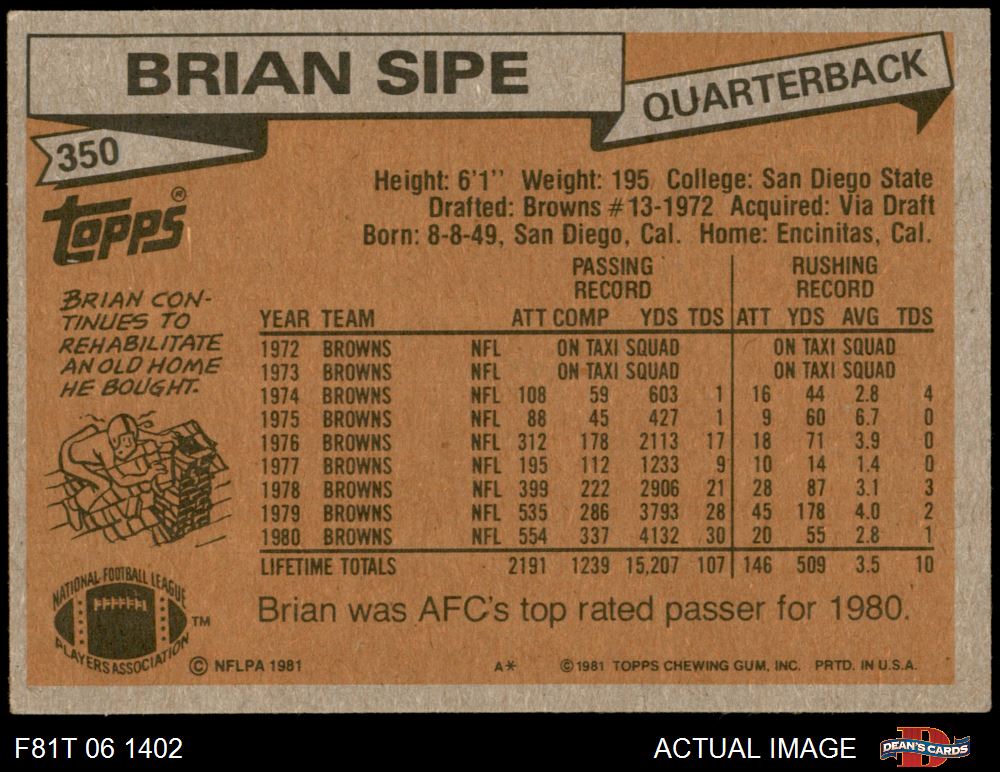 BRIAN SIPE
QUARTERBACK
350
Topps®
Height: 6'1'' Weight: 195 College: San Diego State
Drafted: Browns #13-1972 Acquired: Via Draft
Born: 8-8-49, San Diego, Cal. Home: Encinitas, Cal.
BRIAN CON-
TINUES TO
REHABILITATE
AN OLD HOME
HE BOUGHT.
PASSING RUSHING
RECORD RECORD
YEAR TEAM ATT COMP YDS TDS ATT YDS AVG TDS
1972 BROWNS NFL ON TAXI SQUAD ON TAXI SQUAD
1973 BROWNS NFL ON TAXI SQUAD ON TAXI SQUAD
1974 BROWNS NFL 108 59 603 1 16 44 2.8 4
1975 BROWNS NFL 88 45 427 1 9 60 6.7 0
1976 BROWNS NFL 312 178 2113 17 18 71 3.9 0
1977 BROWNS NFL 195 112 1233 9 10 14 1.4 0
1978 BROWNS NFL 399 222 2906 21 28 87 3.1 3
1979 BROWNS NFL 535 286 3793 28 45 178 4.0 2
1980 BROWNS NFL 554 337 4132 30 20 55 2.8 1
LIFETIME TOTALS 2191 1239 15,207 107 146 509 3.5 10
Brian was AFC's top rated passer for 1980.
NATIONAL FOOTBALL LEAGUE
PLAYERS ASSOCIATION
TM
© NFLPA 1981 A* © 1981 TOPPS CHEWING GUM, INC. PRTD. IN U.S.A.
F81T 06 1402 ACTUAL IMAGE D DEAN'S CARDS